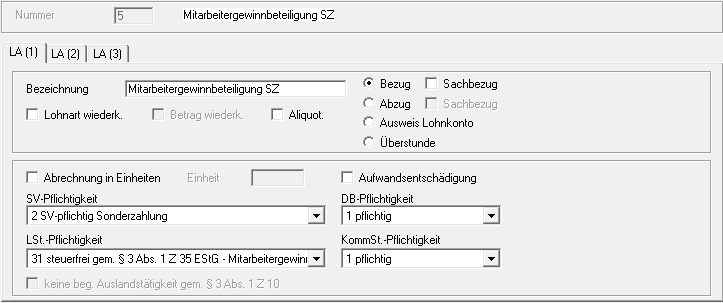 Nummer 5 Mitarbeitergewinnbeteiligung SZ
LA (1) LA (2) LA (3)
Bezeichnung Mitarbeitergewinnbeteiligung SZ
Bezug Sachbezug
Abzug Sachbezug
Lohnart wiederk. Betrag wiederk. Aliquot.
Ausweis Lohnkonto
Überstunde
Abrechnung in Einheiten Einheit Aufwandsentschädigung
SV-Pflichtigkeit DB-Pflichtigkeit
2 SV-pflichtig Sonderzahlung 1 pflichtig
LSt.-Pflichtigkeit KommSt.-Pflichtigkeit
31 steuerfrei gem. § 3 Abs. 1 Z 35 EStG - Mitarbeitergewinn 1 pflichtig
keine beg. Auslandstätigkeit gem. § 3 Abs. 1 Z 10